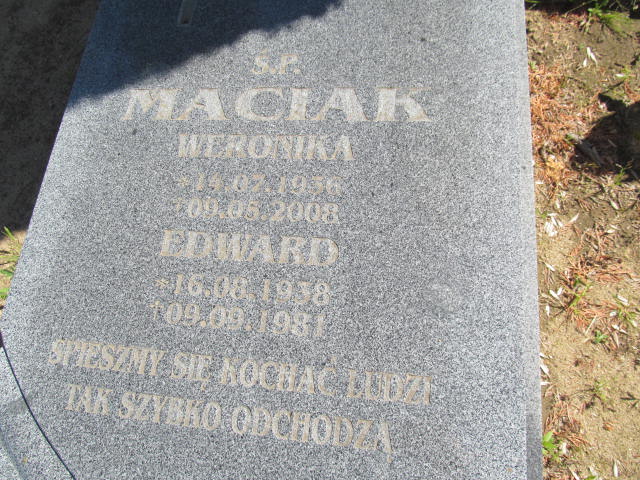 Ś.P.
MACIAK
WERONIKA
*14.02.1936
†09.05.2008
EDWARD
*16.08.1938
†09.09.1981
SPIESZMY SIĘ KOCHAĆ LUDZI
TAK SZYBKO ODCHODZĄ